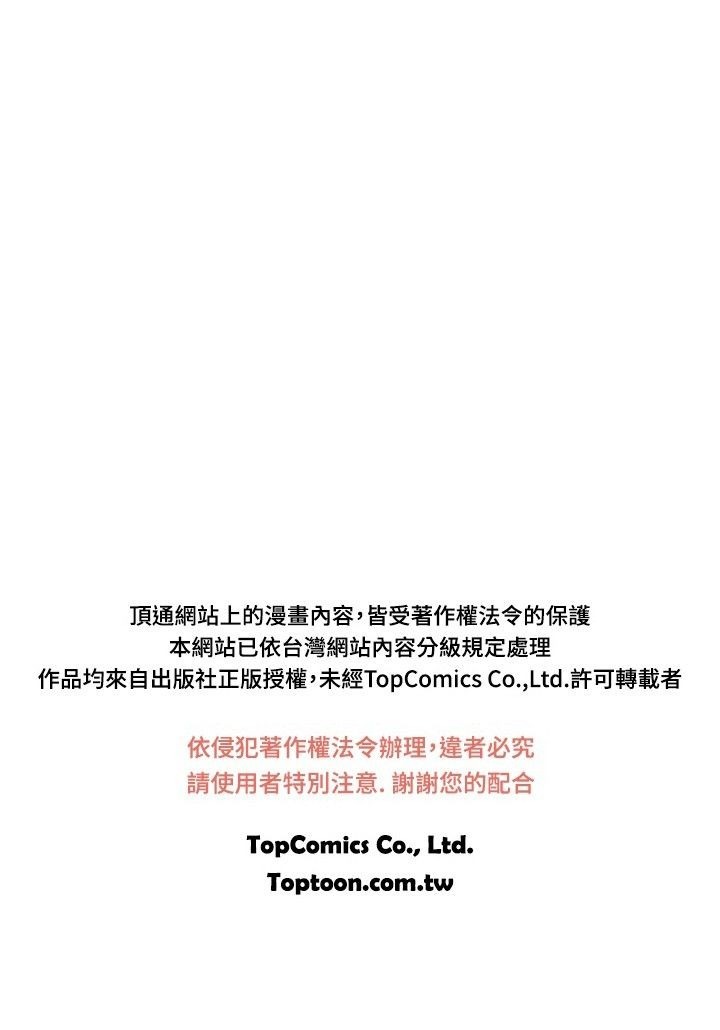 頂通網站上的漫畫內容，皆受著作權法令的保護
本網站已依台灣網站內容分級規定處理
作品均來自出版社正版授權，未經TopComics Co.,Ltd.許可轉載者
依侵犯著作權法令辦理，違者必究
請使用者特別注意. 謝謝您的配合
TopComics Co., Ltd.
Toptoon.com.tw